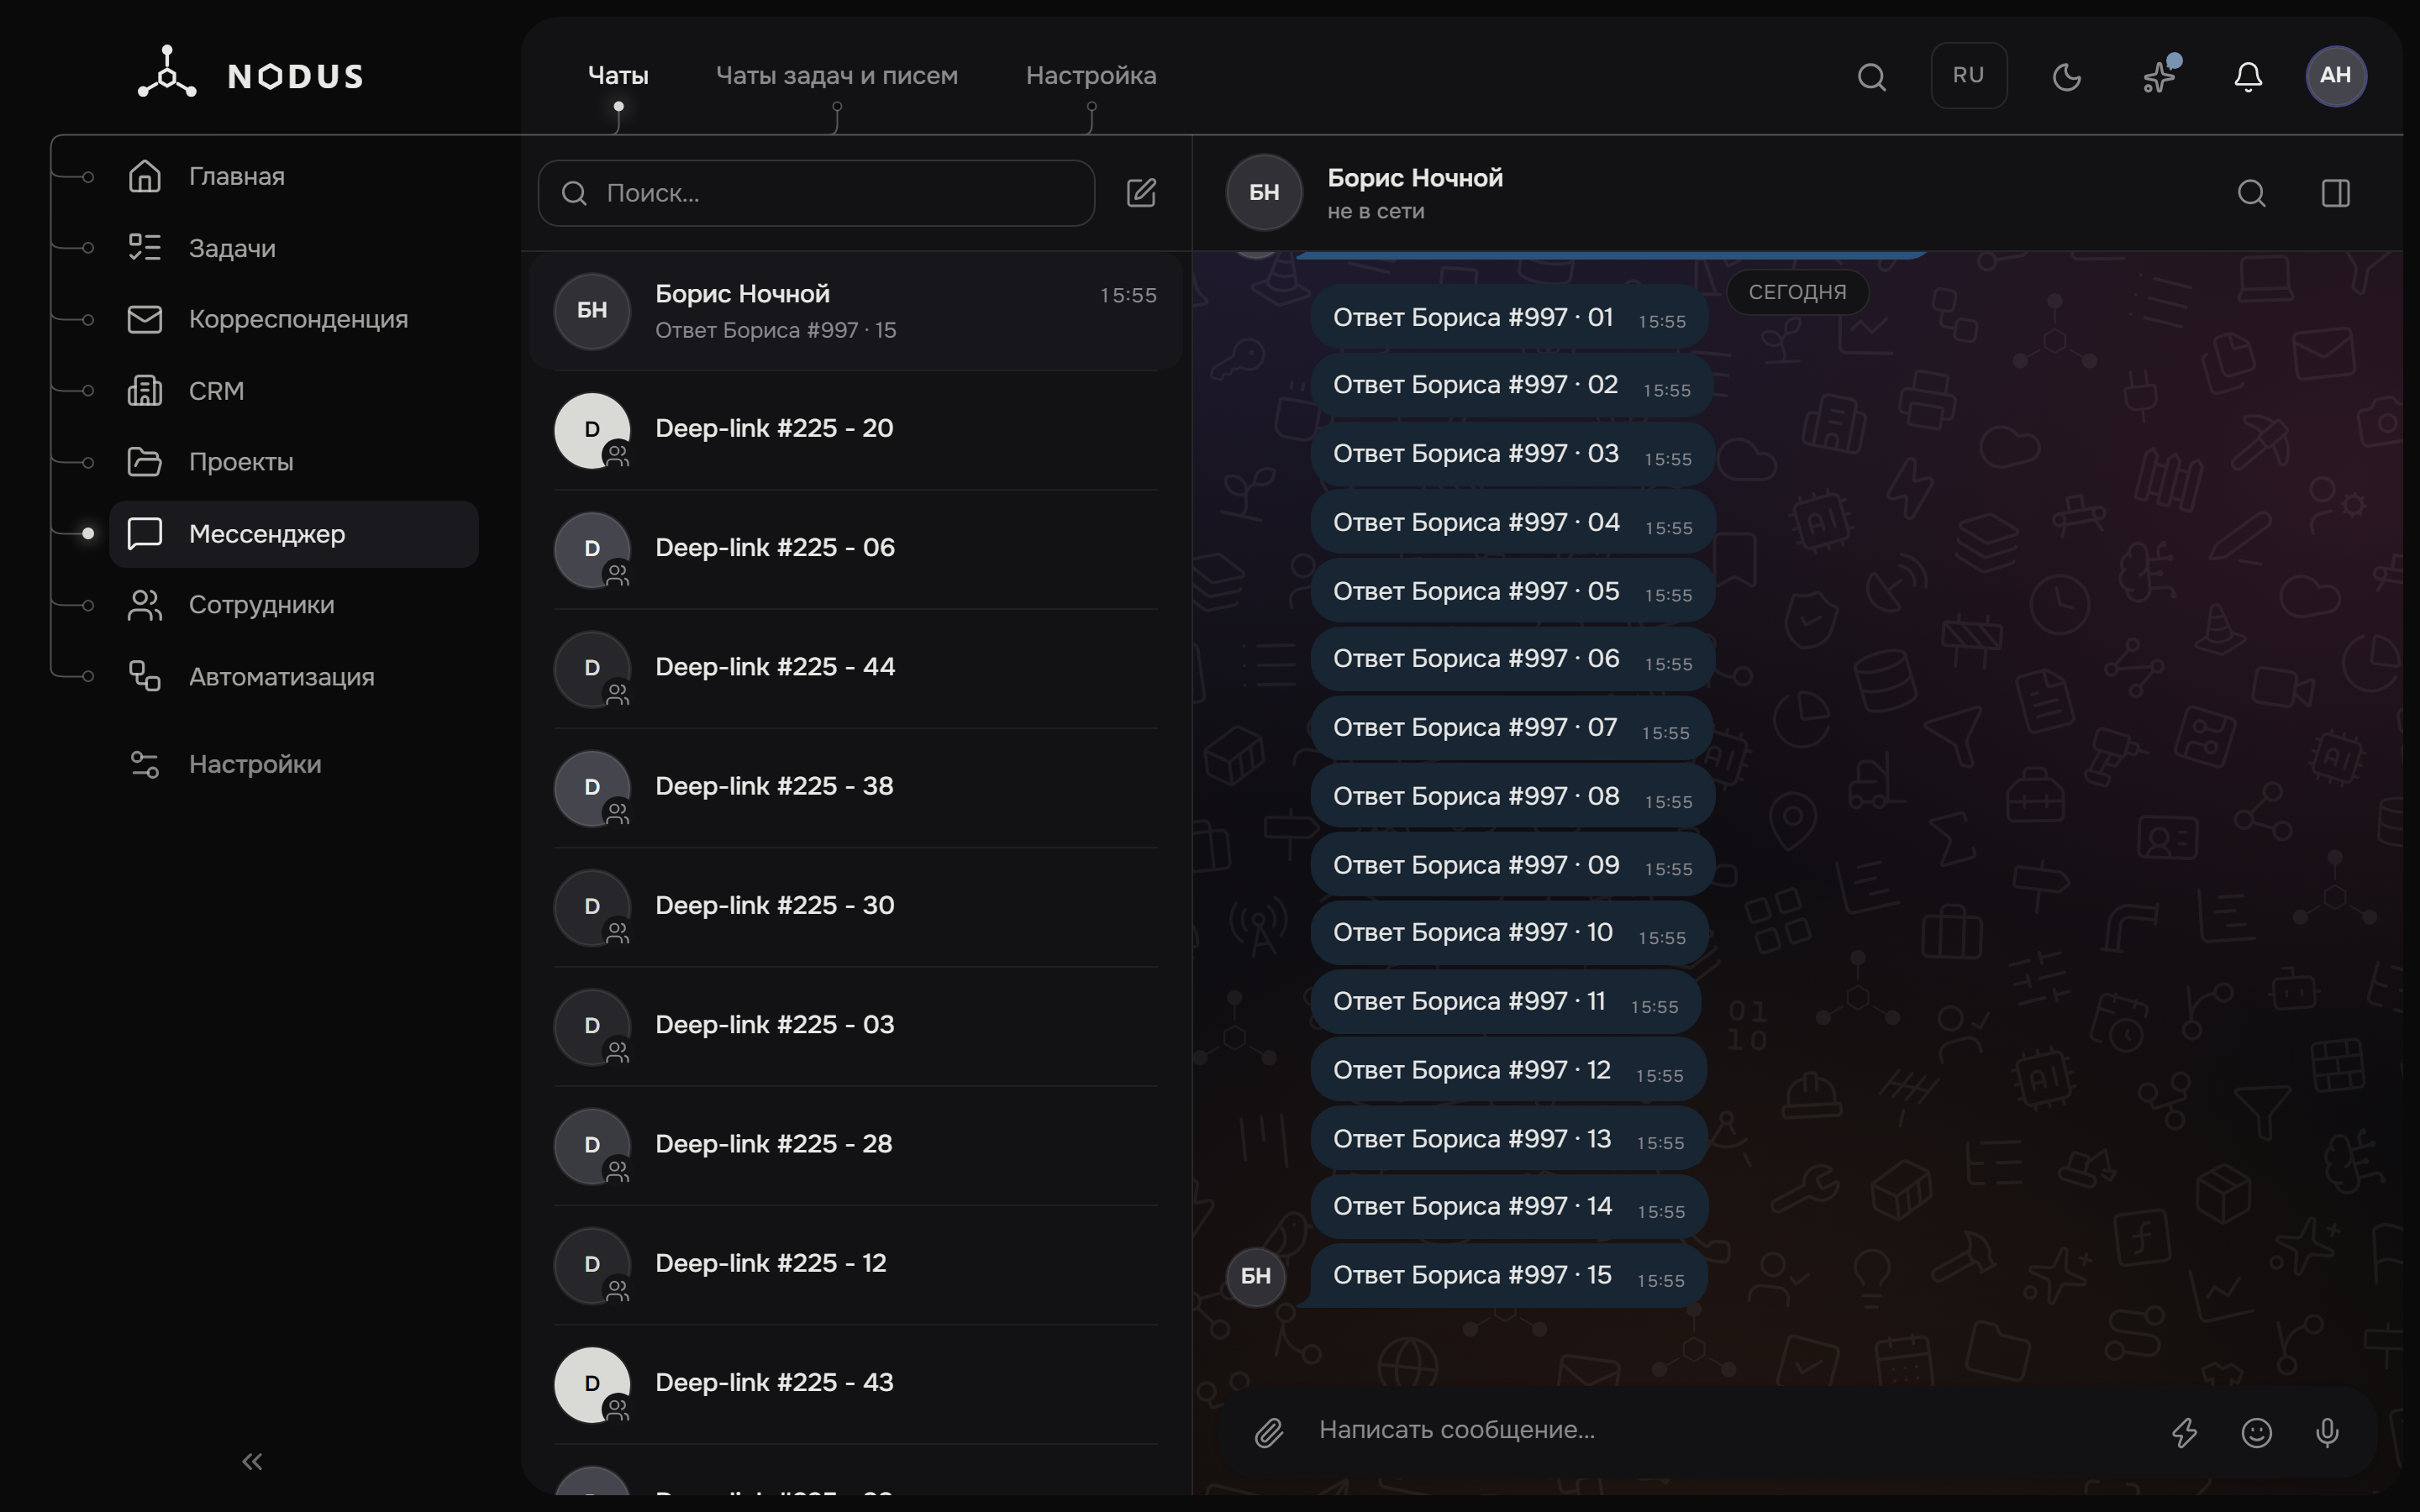 NODUS
Главная
Задачи
Корреспонденция
CRM
Проекты
Мессенджер
Сотрудники
Автоматизация
Настройки
Чаты
Чаты задач и писем
Настройка
RU
АН
Поиск...
БН
Борис Ночной
15:55
Ответ Бориса #997 · 15
D
Deep-link #225 - 20
D
Deep-link #225 - 06
D
Deep-link #225 - 44
D
Deep-link #225 - 38
D
Deep-link #225 - 30
D
Deep-link #225 - 03
D
Deep-link #225 - 28
D
Deep-link #225 - 12
D
Deep-link #225 - 43
БН
Борис Ночной
не в сети
СЕГОДНЯ
Ответ Бориса #997 · 01 15:55
Ответ Бориса #997 · 02 15:55
Ответ Бориса #997 · 03 15:55
Ответ Бориса #997 · 04 15:55
Ответ Бориса #997 · 05 15:55
Ответ Бориса #997 · 06 15:55
Ответ Бориса #997 · 07 15:55
Ответ Бориса #997 · 08 15:55
Ответ Бориса #997 · 09 15:55
Ответ Бориса #997 · 10 15:55
Ответ Бориса #997 · 11 15:55
Ответ Бориса #997 · 12 15:55
Ответ Бориса #997 · 13 15:55
Ответ Бориса #997 · 14 15:55
БН
Ответ Бориса #997 · 15 15:55
Написать сообщение...